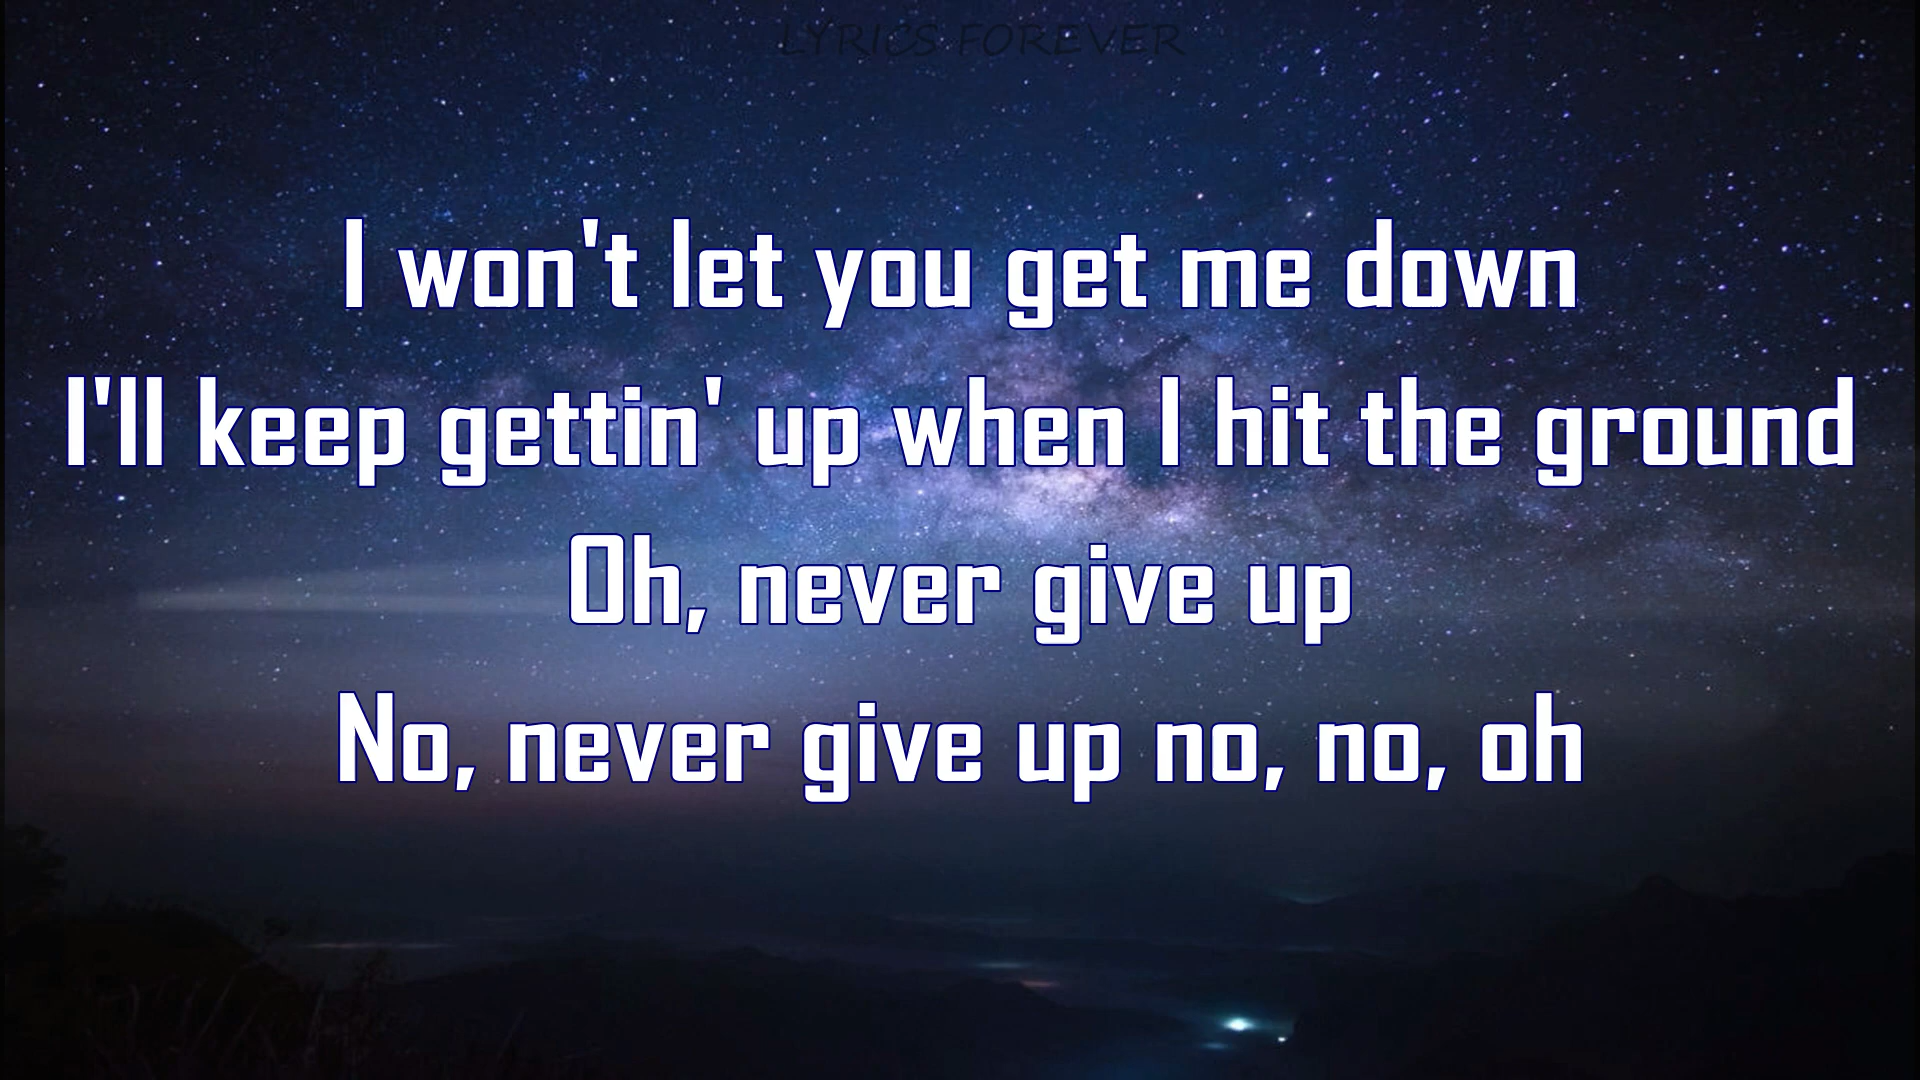 LYRICS FOREVER
I won't let you get me down
I'll keep gettin' up when I hit the ground
Oh, never give up
No, never give up no, no, oh